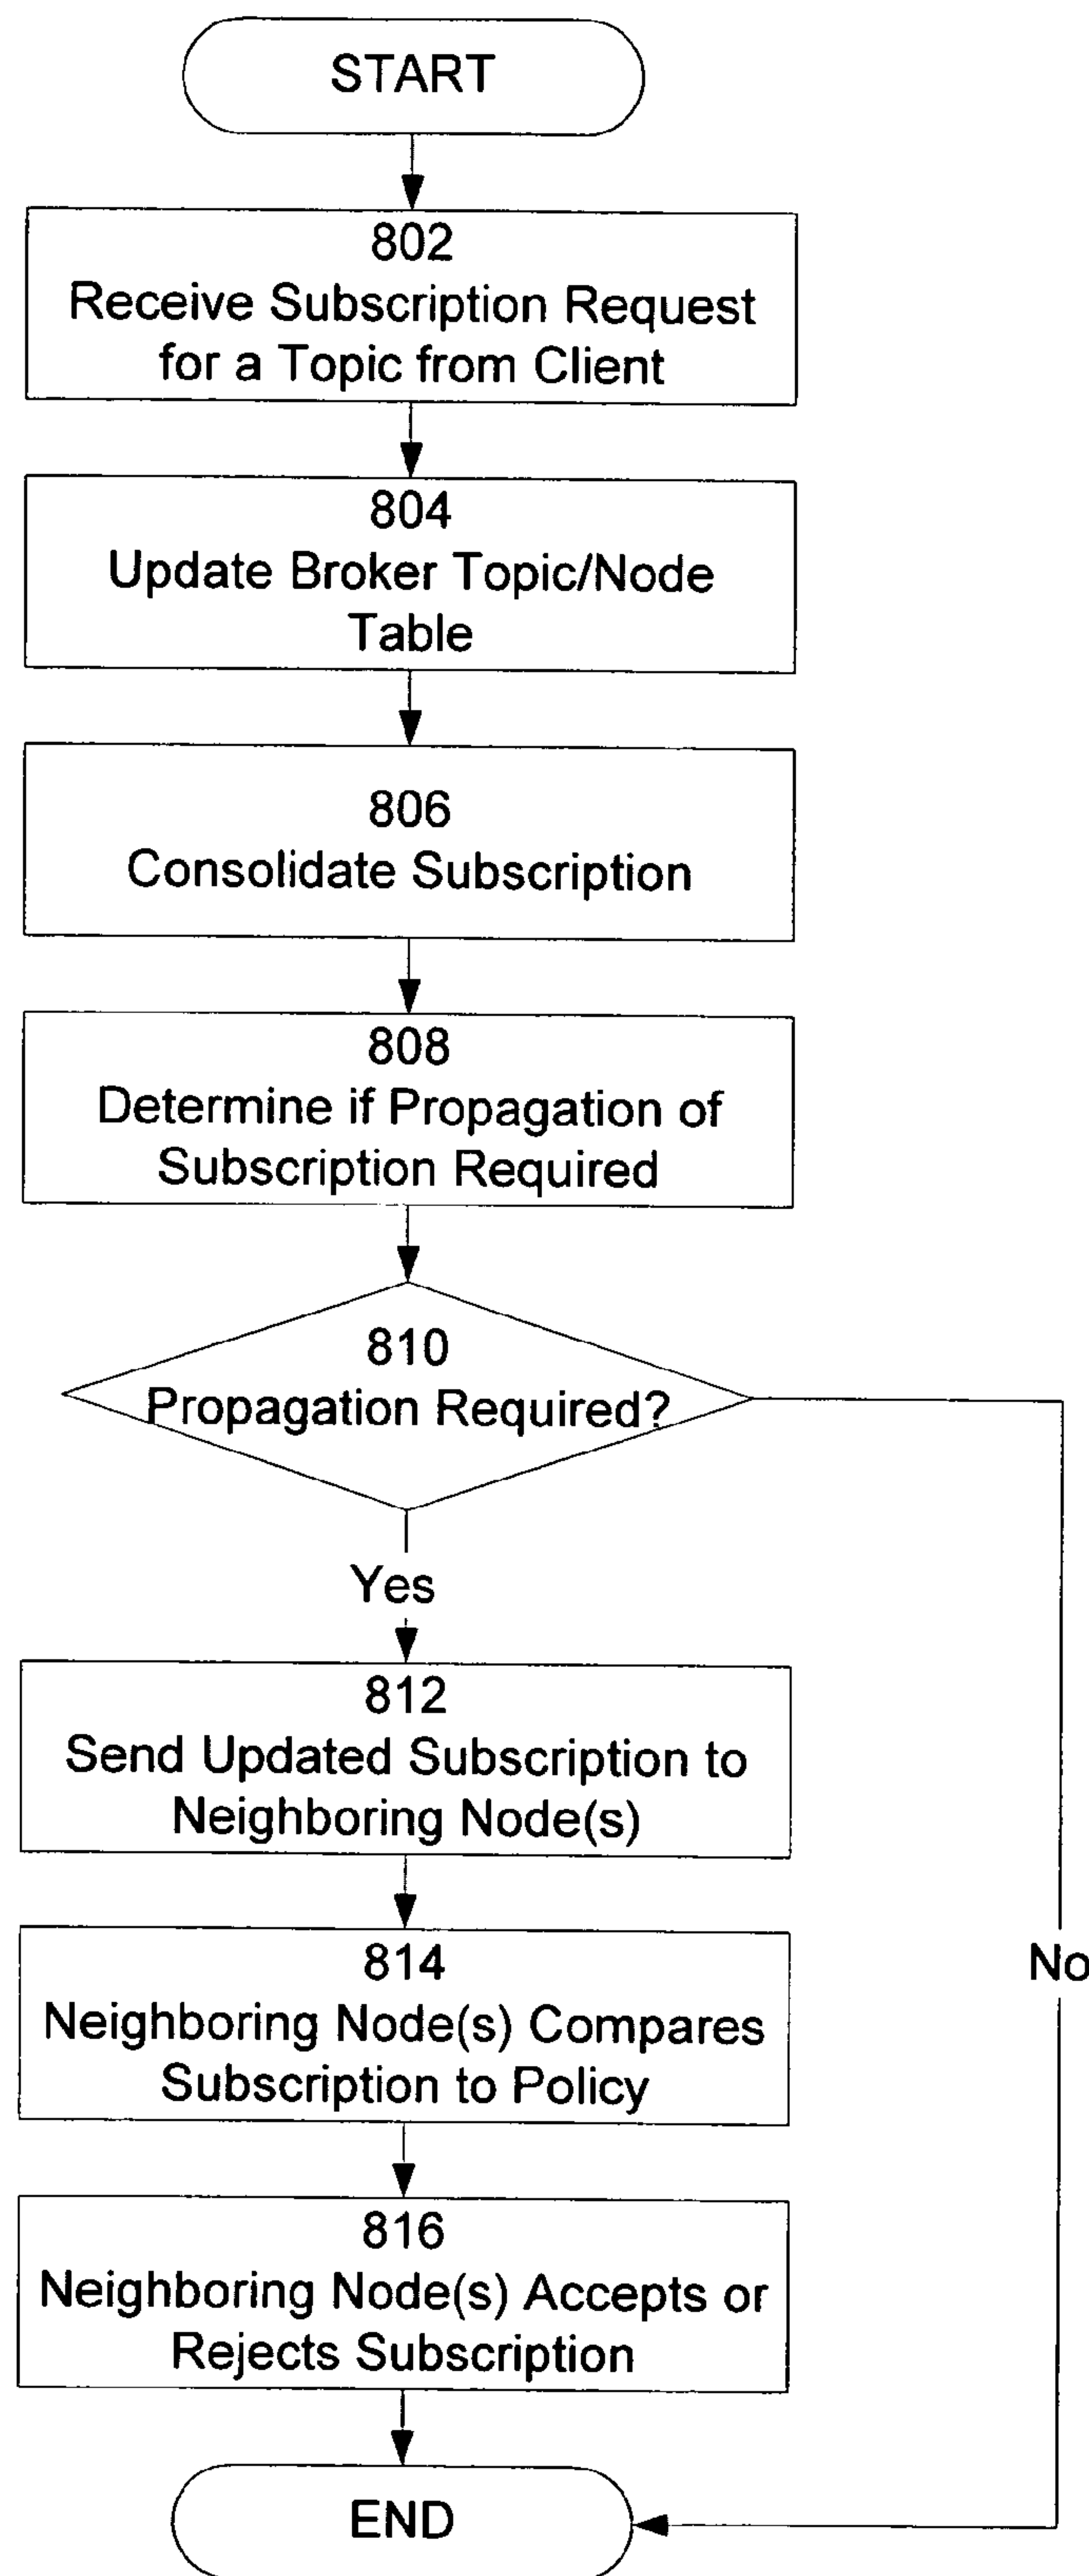 START
802
Receive Subscription Request
for a Topic from Client
804
Update Broker Topic/Node
Table
806
Consolidate Subscription
808
Determine if Propagation of
Subscription Required
810
Propagation Required?
Yes
812
Send Updated Subscription to
Neighboring Node(s)
814
Neighboring Node(s) Compares
Subscription to Policy
No
816
Neighboring Node(s) Accepts or
Rejects Subscription
END